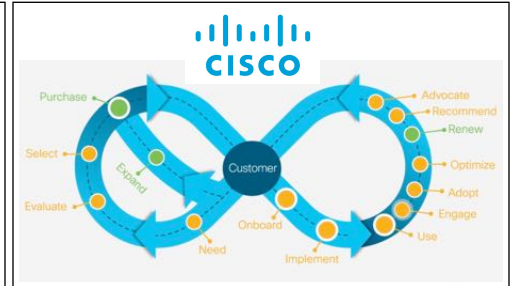 CISCO
Purchase
Select
Evaluate
Expand
Need
Customer
Onboard
Implement
Use
Engage
Adopt
Optimize
Renew
Recommend
Advocate